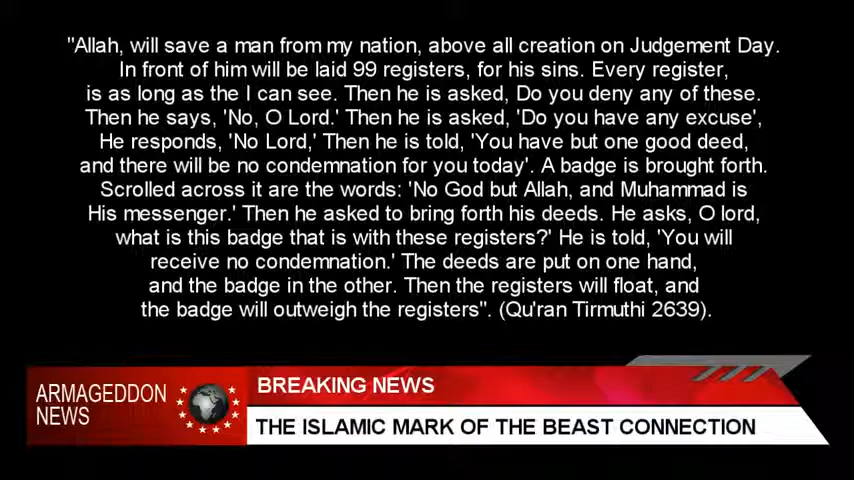 "Allah, will save a man from my nation, above all creation on Judgement Day.
In front of him will be laid 99 registers, for his sins. Every register,
is as long as the I can see. Then he is asked, Do you deny any of these.
Then he says, 'No, O Lord.' Then he is asked, 'Do you have any excuse',
He responds, 'No Lord,' Then he is told, 'You have but one good deed,
and there will be no condemnation for you today'. A badge is brought forth.
Scrolled across it are the words: 'No God but Allah, and Muhammad is
His messenger.' Then he asked to bring forth his deeds. He asks, O lord,
what is this badge that is with these registers?' He is told, 'You will
receive no condemnation.' The deeds are put on one hand,
and the badge in the other. Then the registers will float, and
the badge will outweigh the registers". (Qu'ran Tirmuthi 2639).
ARMAGEDDON
NEWS
BREAKING NEWS
THE ISLAMIC MARK OF THE BEAST CONNECTION